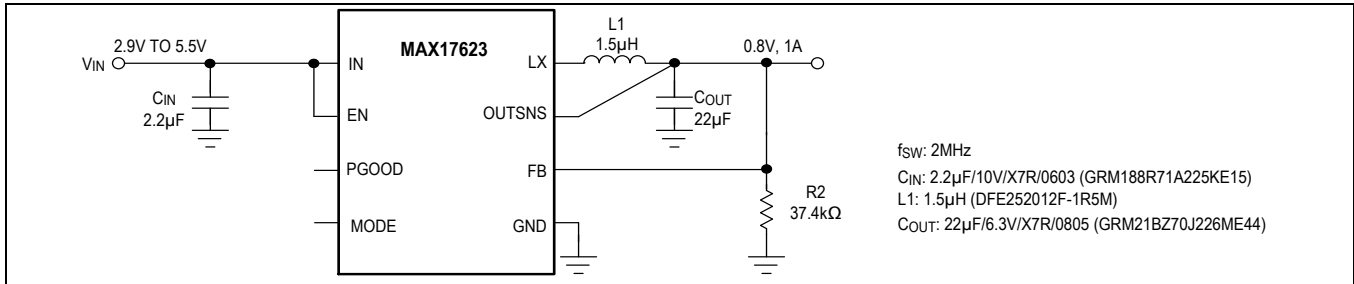 2.9V TO 5.5V
VIN
CIN
2.2µF
MAX17623
IN
EN
PGOOD
MODE
LX
OUTSNS
FB
GND
L1
1.5µH
0.8V, 1A
COUT
22µF
R2
37.4kΩ
fSW: 2MHz
CIN: 2.2µF/10V/X7R/0603 (GRM188R71A225KE15)
L1: 1.5µH (DFE252012F-1R5M)
COUT: 22µF/6.3V/X7R/0805 (GRM21BZ70J226ME44)